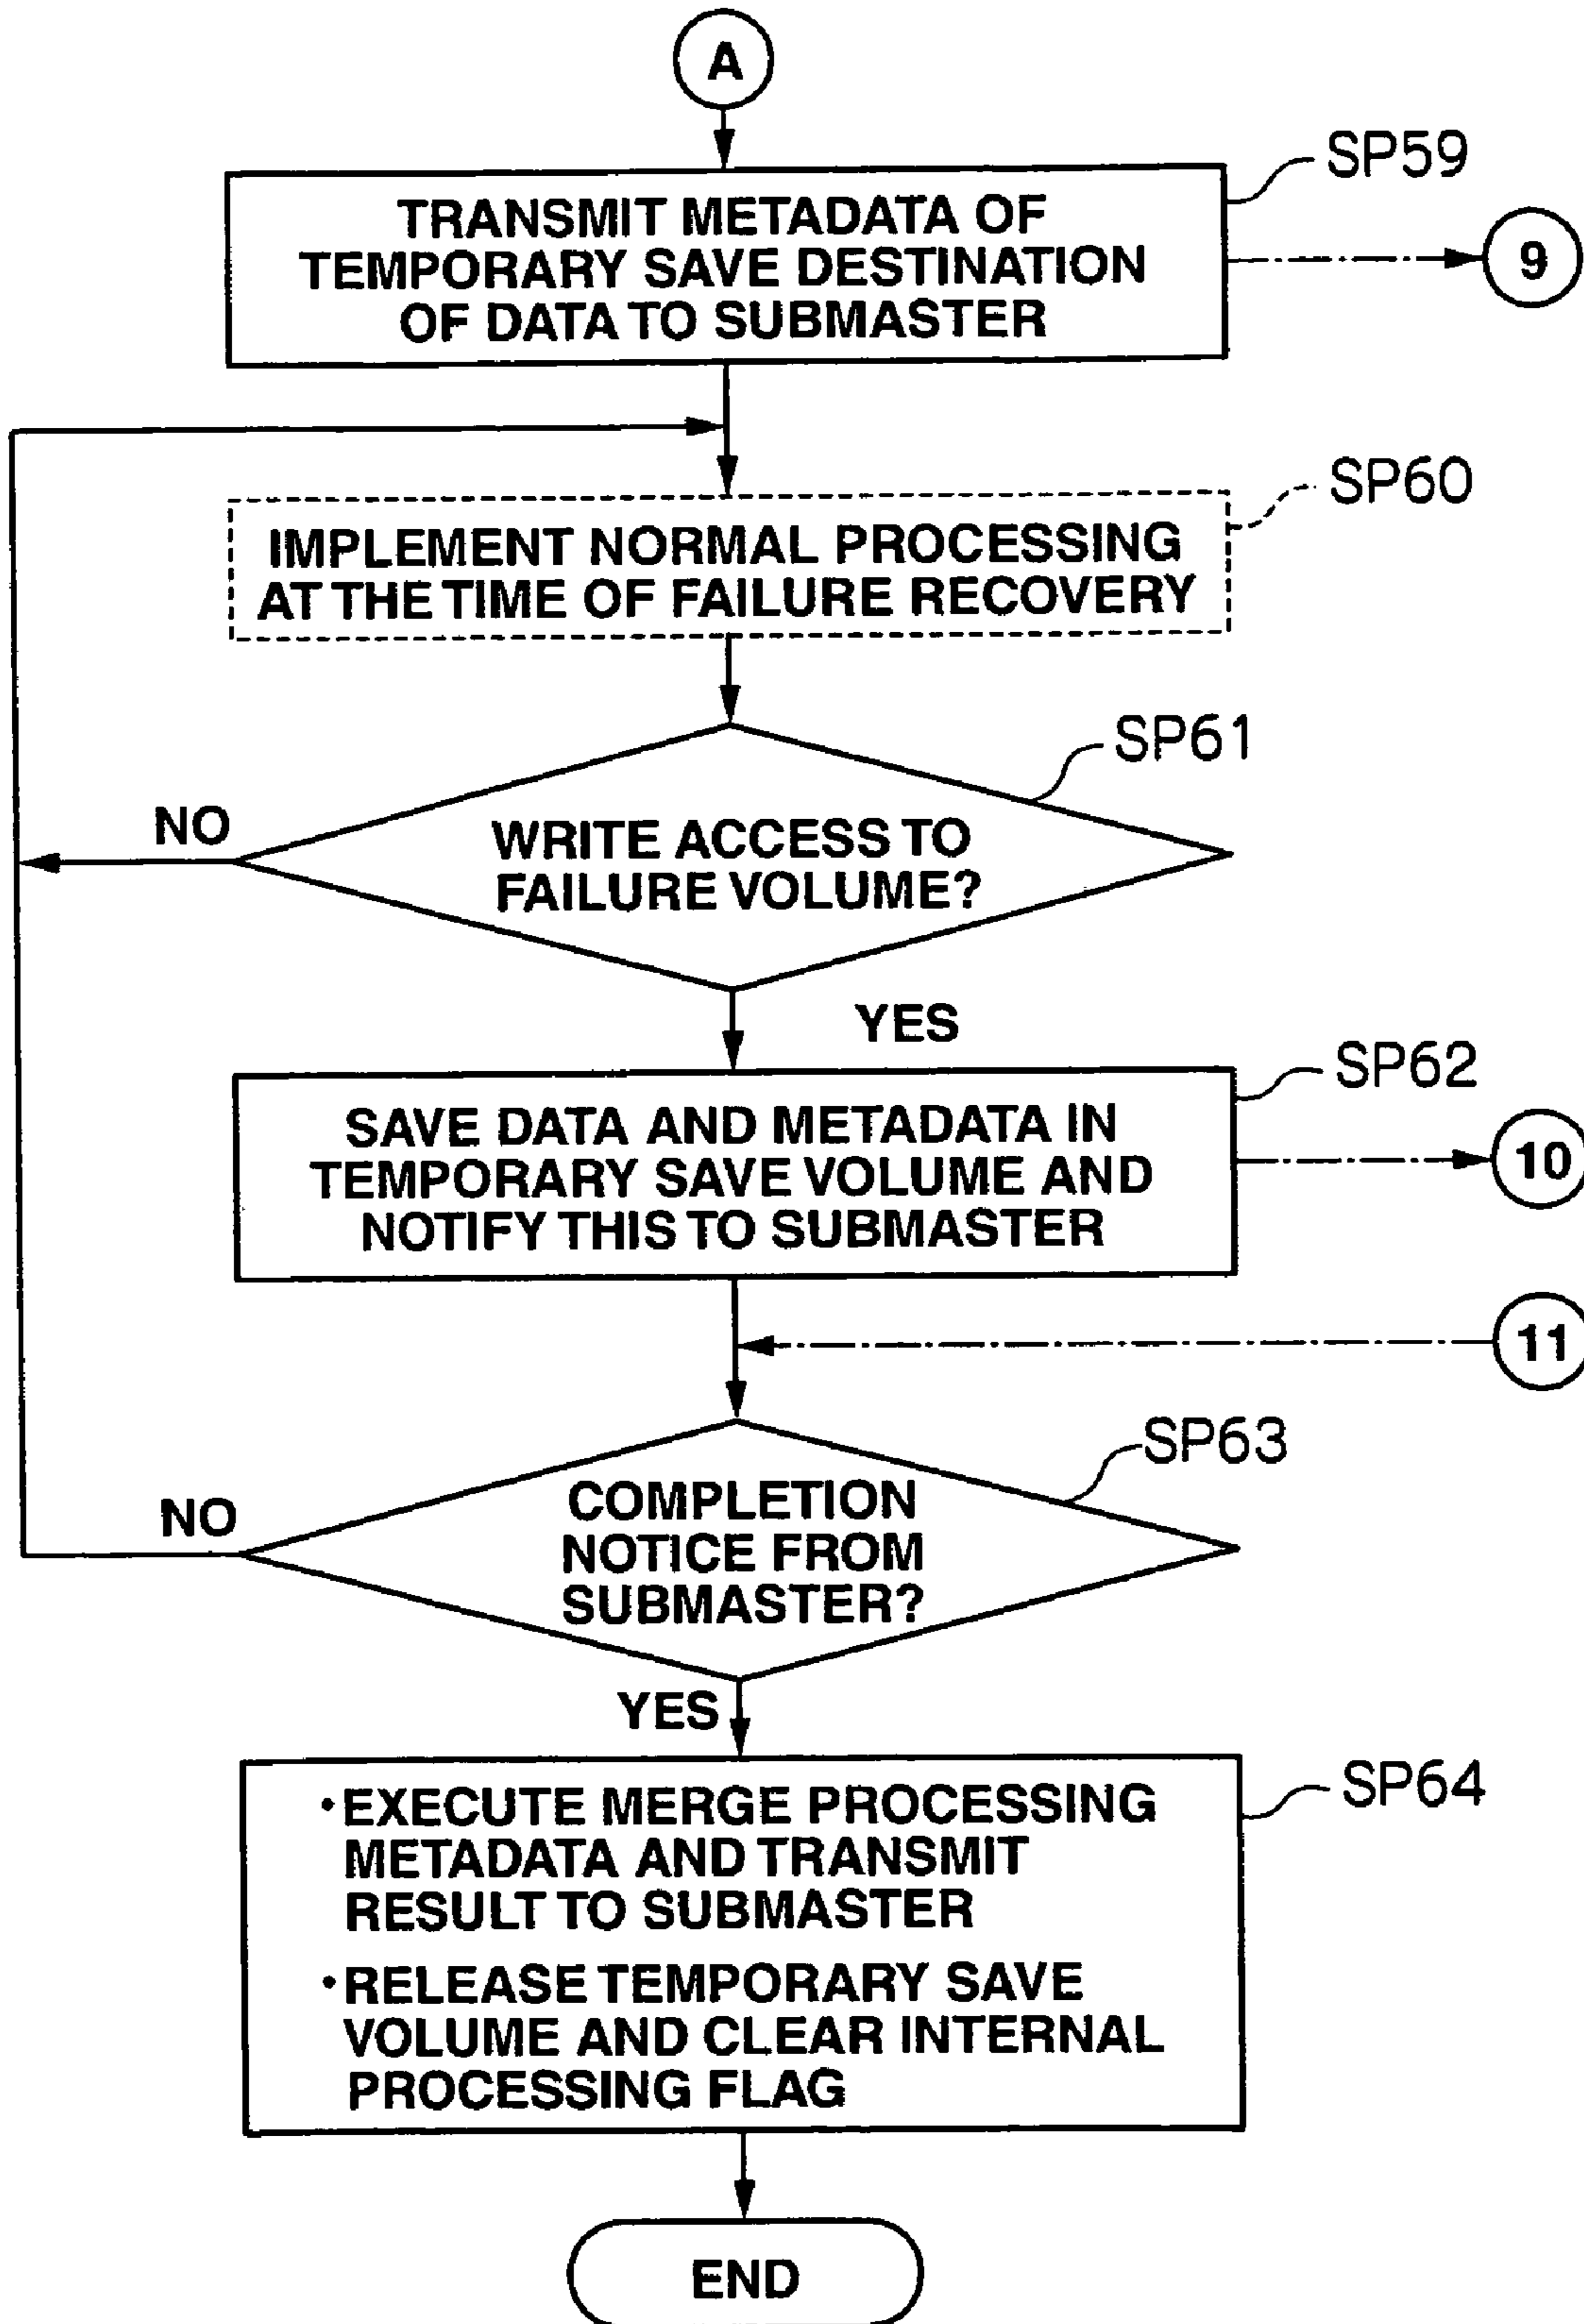 A
SP59
TRANSMIT METADATA OF
TEMPORARY SAVE DESTINATION
OF DATA TO SUBMASTER
9
SP60
IMPLEMENT NORMAL PROCESSING
AT THE TIME OF FAILURE RECOVERY
SP61
NO
WRITE ACCESS TO
FAILURE VOLUME?
YES
SP62
SAVE DATA AND METADATA IN
TEMPORARY SAVE VOLUME AND
NOTIFY THIS TO SUBMASTER
10
11
SP63
NO
COMPLETION
NOTICE FROM
SUBMASTER?
YES
SP64
・EXECUTE MERGE PROCESSING
METADATA AND TRANSMIT
RESULT TO SUBMASTER
・RELEASE TEMPORARY SAVE
VOLUME AND CLEAR INTERNAL
PROCESSING FLAG
END